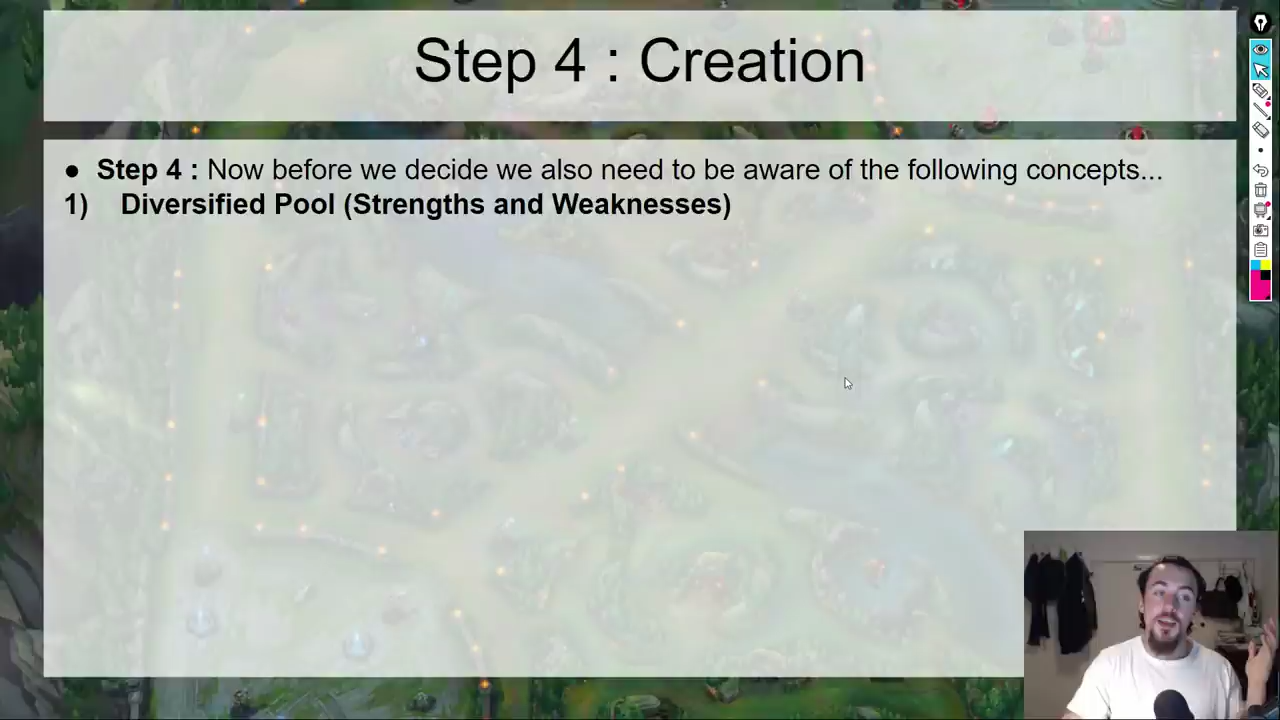 Step 4 : Creation
● Step 4 : Now before we decide we also need to be aware of the following concepts...
1) Diversified Pool (Strengths and Weaknesses)